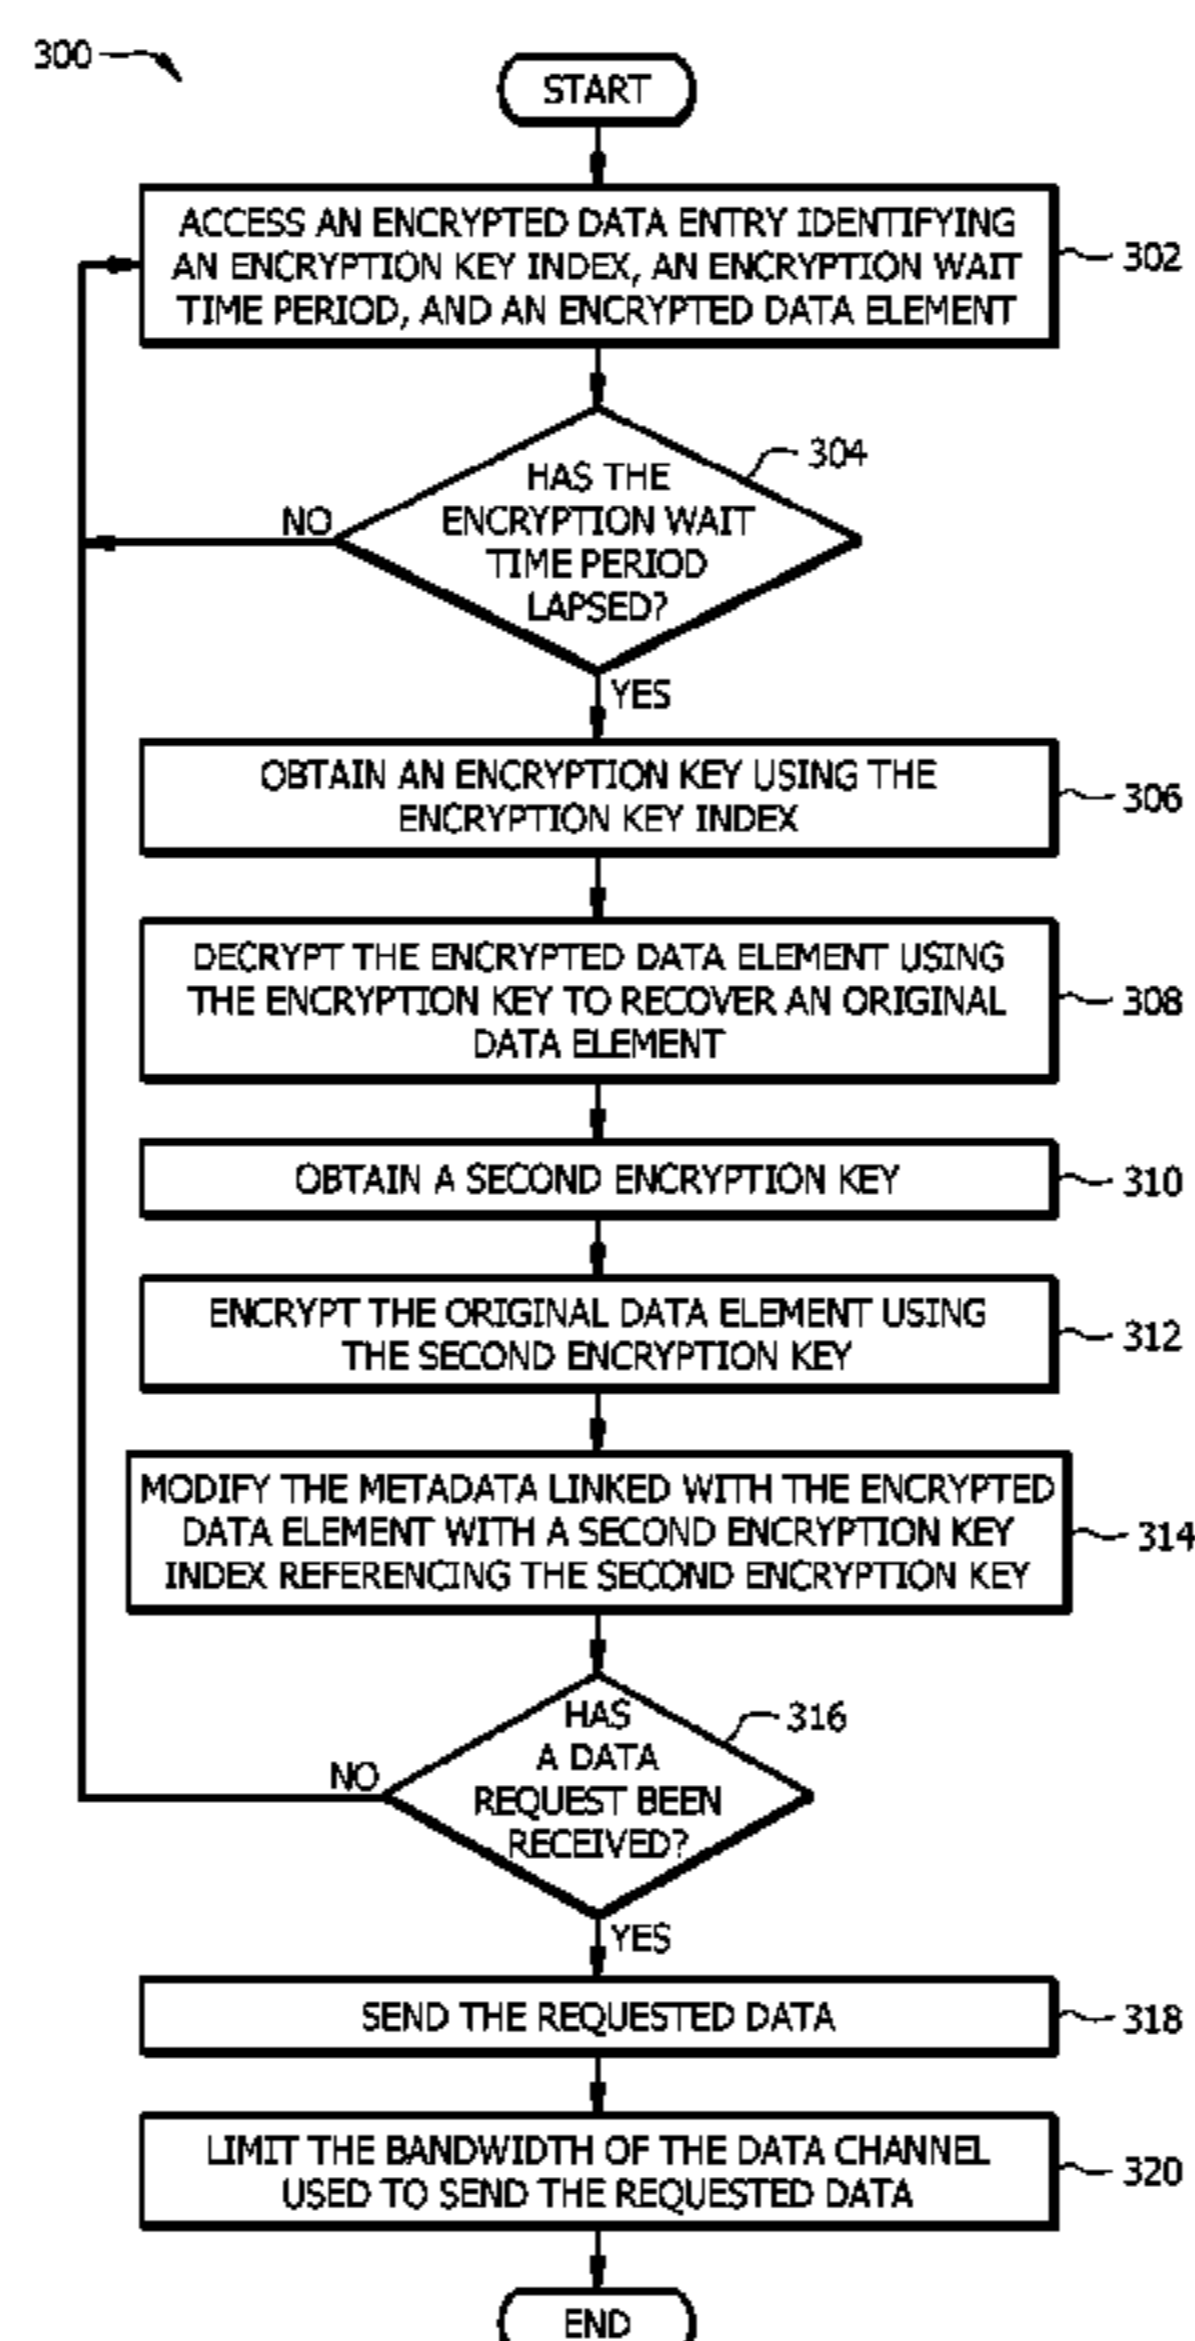 300
START
ACCESS AN ENCRYPTED DATA ENTRY IDENTIFYING
AN ENCRYPTION KEY INDEX, AN ENCRYPTION WAIT
TIME PERIOD, AND AN ENCRYPTED DATA ELEMENT
302
304
HAS THE
ENCRYPTION WAIT
TIME PERIOD
LAPSED?
NO
YES
OBTAIN AN ENCRYPTION KEY USING THE
ENCRYPTION KEY INDEX
306
DECRYPT THE ENCRYPTED DATA ELEMENT USING
THE ENCRYPTION KEY TO RECOVER AN ORIGINAL
DATA ELEMENT
308
OBTAIN A SECOND ENCRYPTION KEY
310
ENCRYPT THE ORIGINAL DATA ELEMENT USING
THE SECOND ENCRYPTION KEY
312
MODIFY THE METADATA LINKED WITH THE ENCRYPTED
DATA ELEMENT WITH A SECOND ENCRYPTION KEY
INDEX REFERENCING THE SECOND ENCRYPTION KEY
314
316
HAS
A DATA
REQUEST BEEN
RECEIVED?
NO
YES
SEND THE REQUESTED DATA
318
LIMIT THE BANDWIDTH OF THE DATA CHANNEL
USED TO SEND THE REQUESTED DATA
320
END